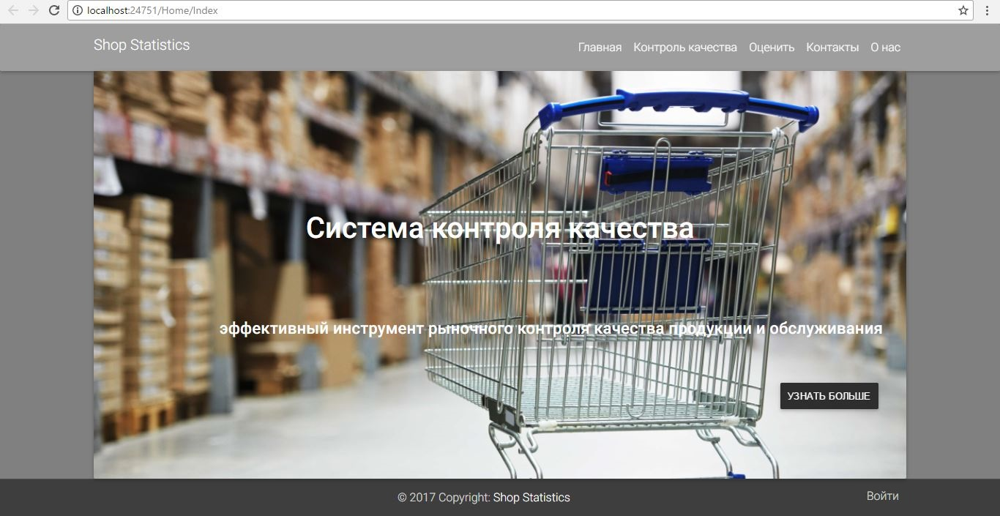 localhost:24751/Home/Index
Shop Statistics
Главная Контроль качества Оценить Контакты О нас
Система контроля качества
эффективный инструмент рыночного контроля качества продукции и обслуживания
УЗНАТЬ БОЛЬШЕ
© 2017 Copyright: Shop Statistics
Войти